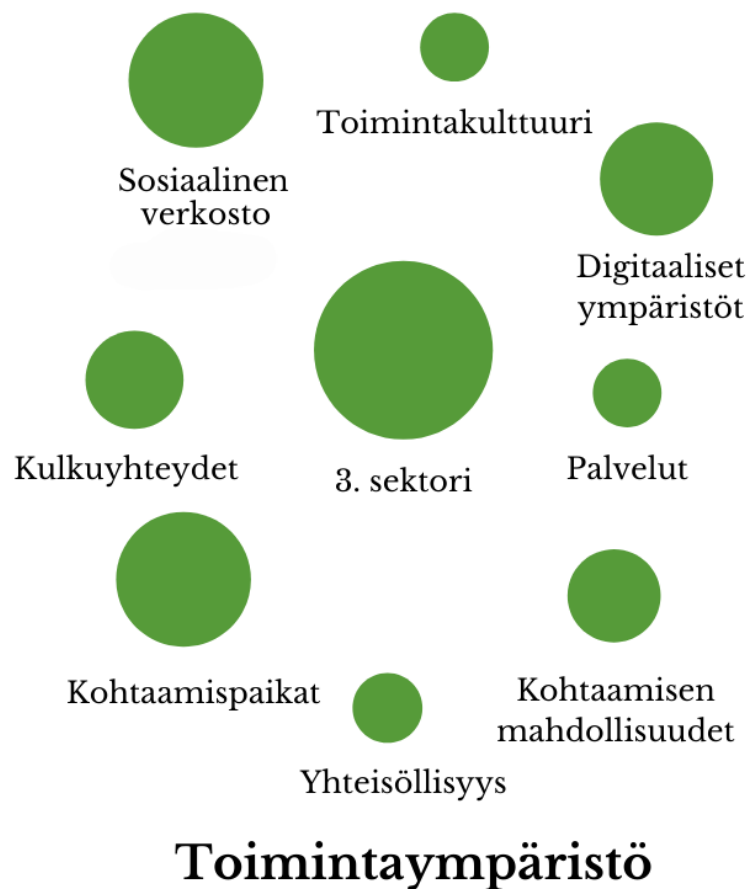 Toimintakulttuuri
Sosiaalinen
verkosto
Digitaaliset
ympäristöt
Kulkuyhteydet
3. sektori
Palvelut
Kohtaamispaikat
Kohtaamisen
mahdollisuudet
Yhteisöllisyys
Toimintaympäristö